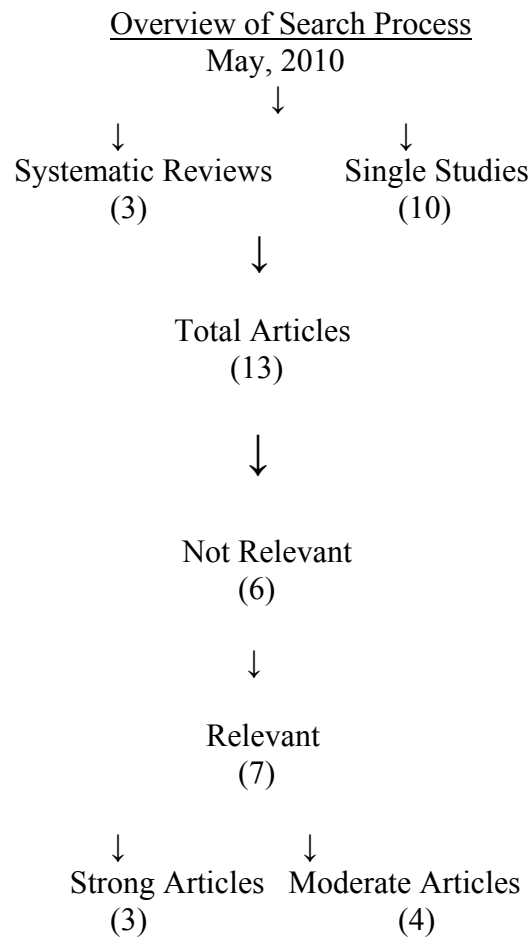 Overview of Search Process
May, 2010
↓
↓ ↓
Systematic Reviews Single Studies
(3) (10)
↓
Total Articles
(13)
↓
Not Relevant
(6)
↓
Relevant
(7)
↓ ↓
Strong Articles Moderate Articles
(3) (4)